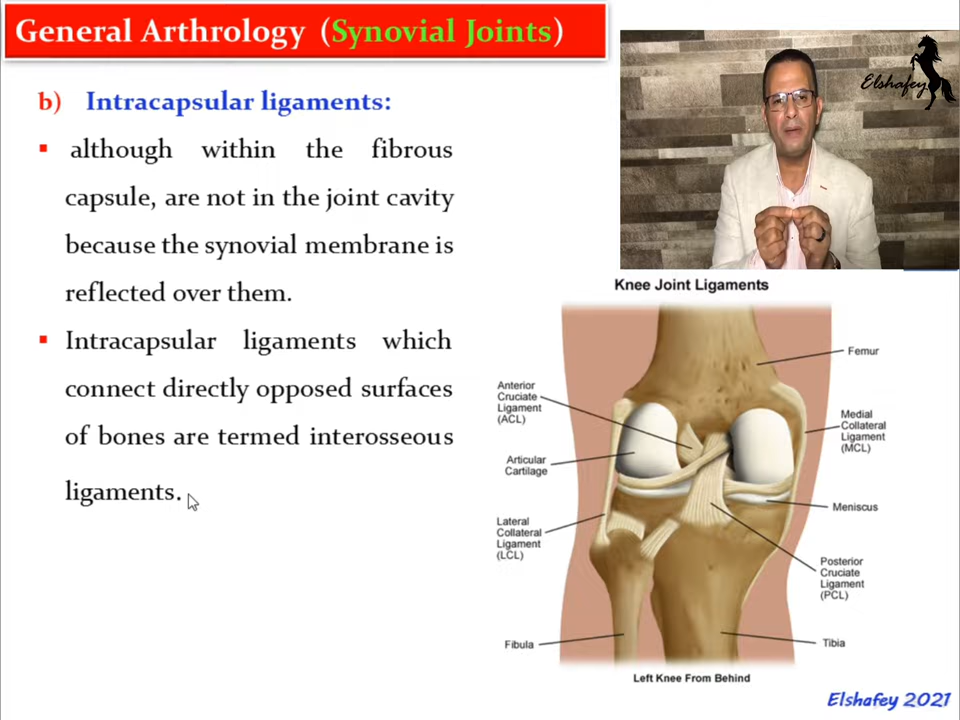 General Arthrology (Synovial Joints)
b) Intracapsular ligaments:
▪ although within the fibrous
capsule, are not in the joint cavity
because the synovial membrane is
reflected over them.
▪ Intracapsular ligaments which
connect directly opposed surfaces
of bones are termed interosseous
ligaments.
Elshafey
Knee Joint Ligaments
Femur
Anterior
Cruciate
Ligament
(ACL)
Medial
Collateral
Ligament
(MCL)
Articular
Cartilage
Meniscus
Lateral
Collateral
Ligament
(LCL)
Posterior
Cruciate
Ligament
(PCL)
Fibula
Tibia
Left Knee From Behind
Elshafey 2021